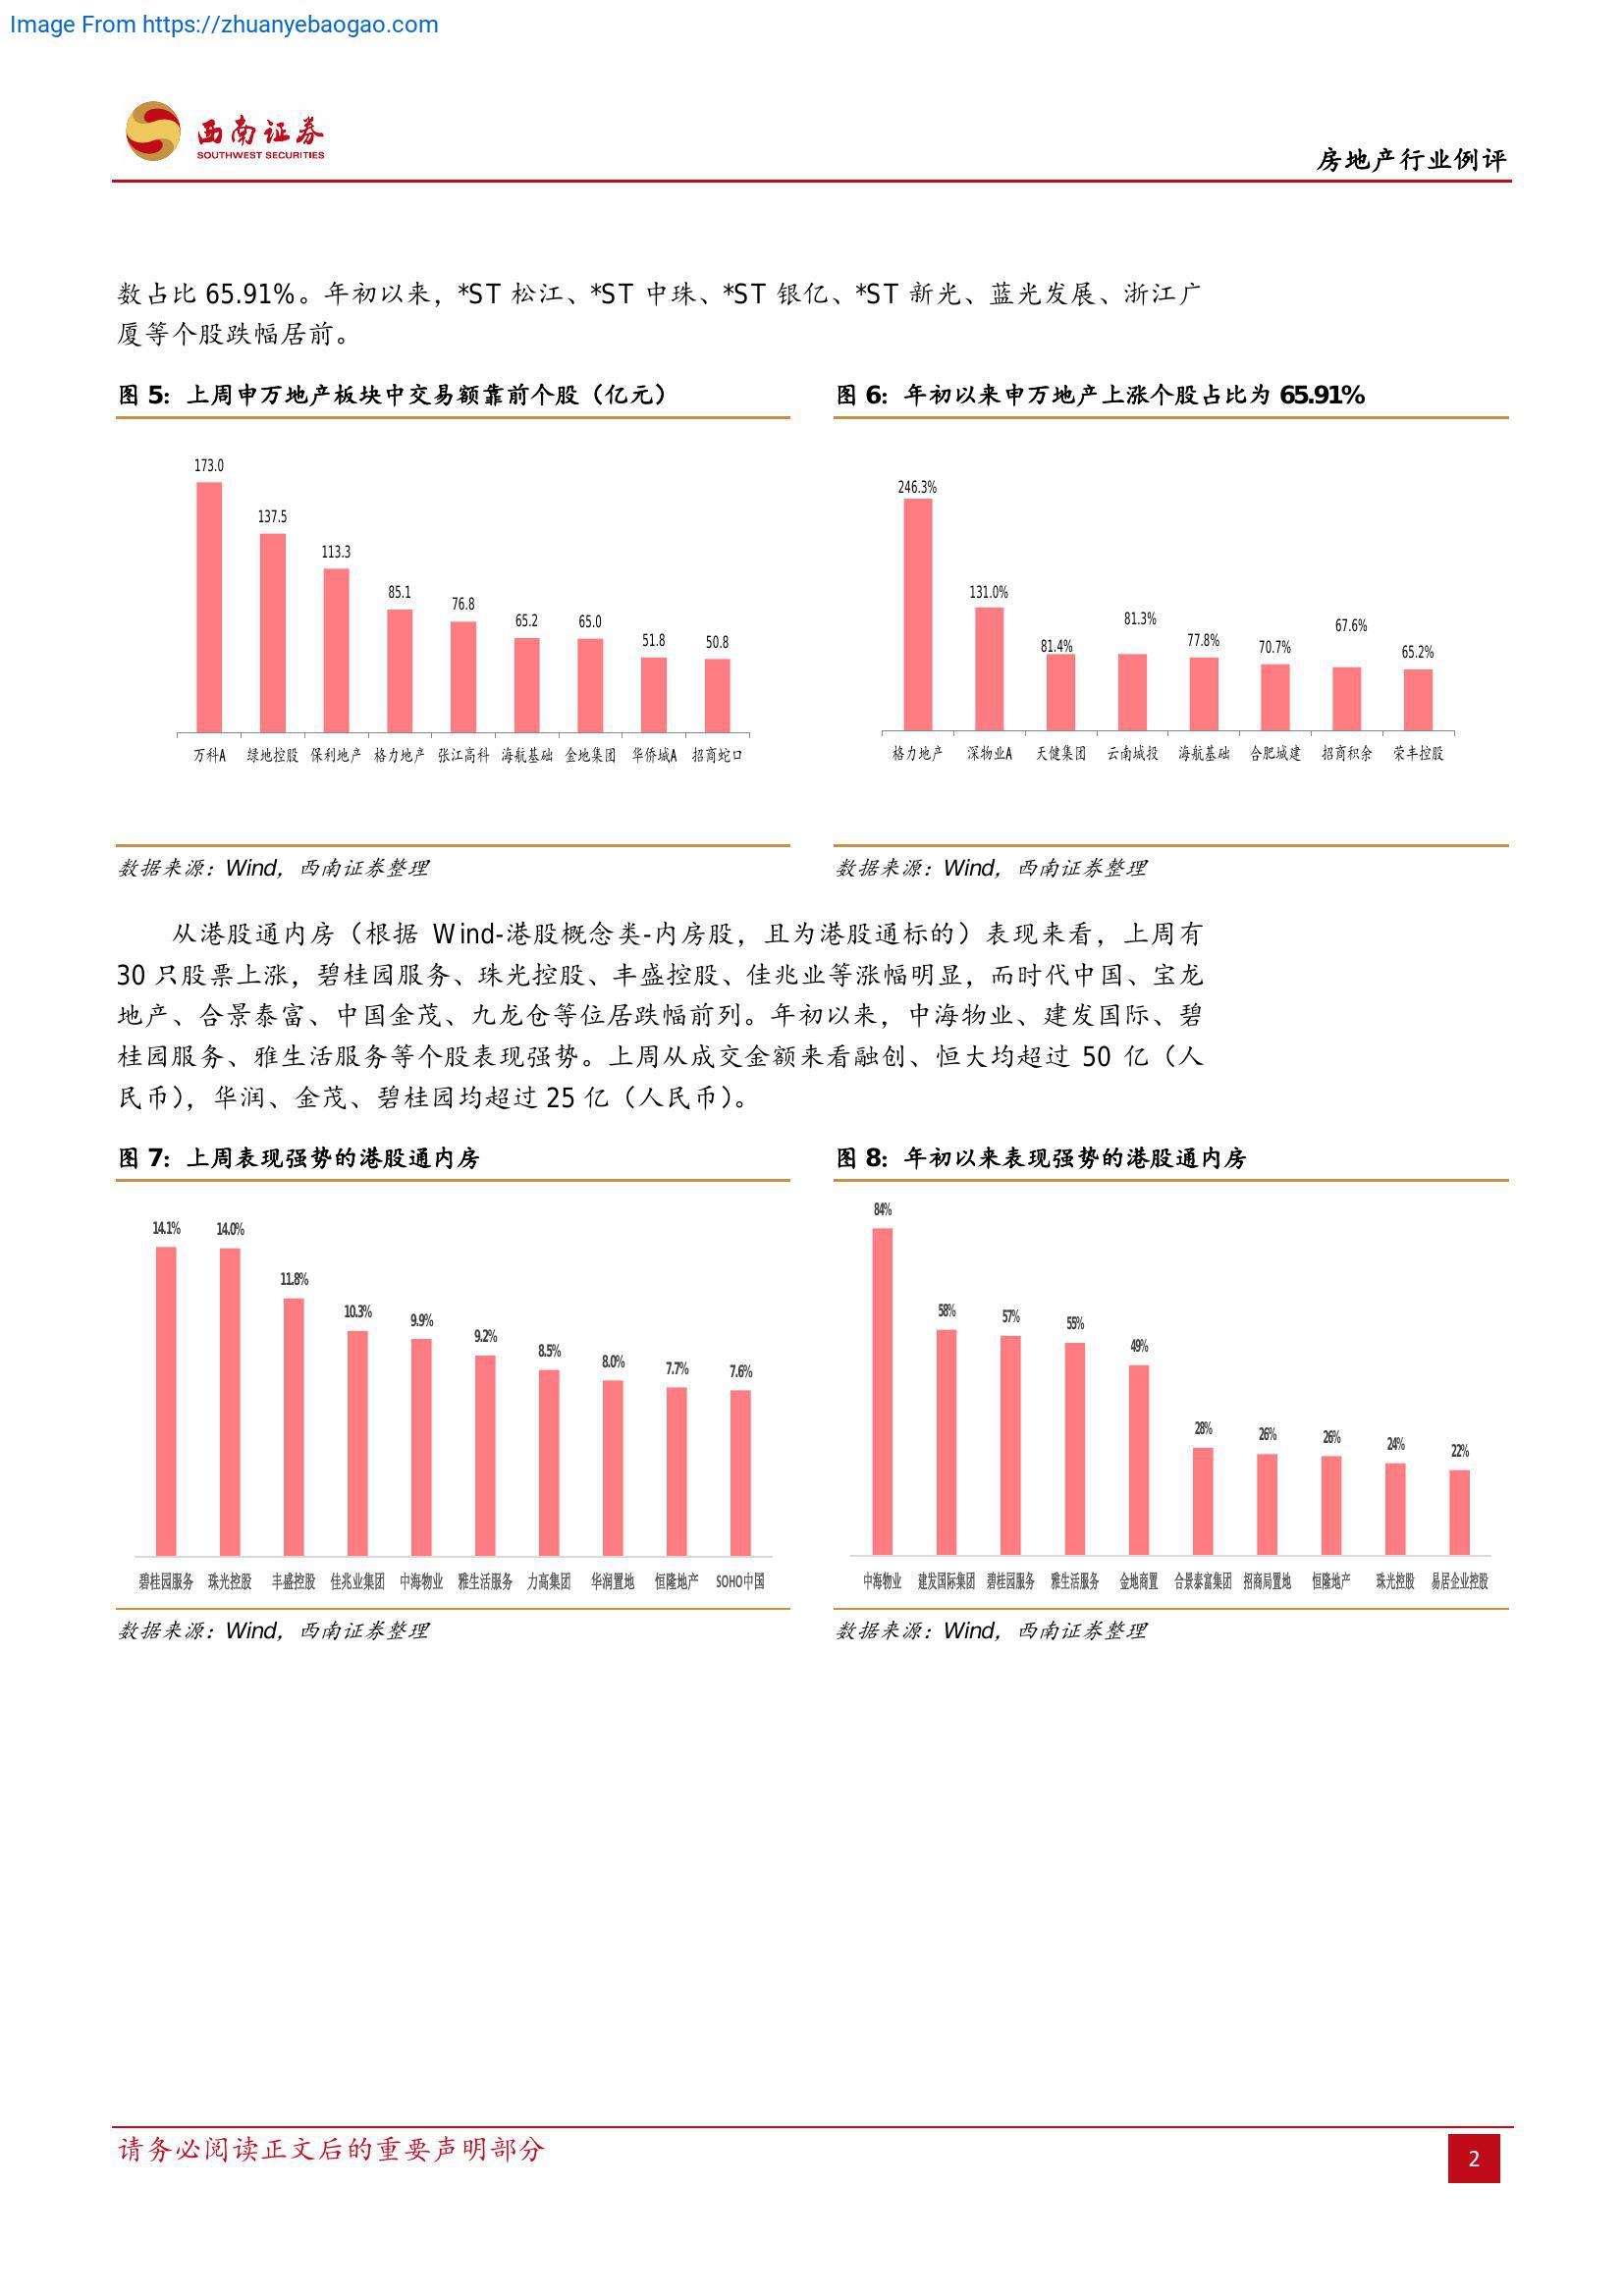 Image From https://zhuanyebaogao.com
西南证券
SOUTHWEST SECURITIES
房地产行业例评
数占比 65.91%。年初以来，*ST 松江、*ST 中珠、*ST 银亿、*ST 新光、蓝光发展、浙江广
厦等个股跌幅居前。
图 5：上周申万地产板块中交易额靠前个股（亿元）
173.0
137.5
113.3
85.1
76.8
65.2
65.0
51.8
50.8
万科A 绿地控股 保利地产 格力地产 张江高科 海航基础 金地集团 华侨城A 招商蛇口
数据来源：Wind，西南证券整理
图 6：年初以来申万地产上涨个股占比为 65.91%
246.3%
131.0%
81.4%
81.3%
77.8%
70.7%
67.6%
65.2%
格力地产 深物业A 天健集团 云南城投 海航基础 合肥城建 招商积余 荣丰控股
数据来源：Wind，西南证券整理
从港股通内房（根据 Wind-港股概念类-内房股，且为港股通标的）表现来看，上周有
30 只股票上涨，碧桂园服务、珠光控股、丰盛控股、佳兆业等涨幅明显，而时代中国、宝龙
地产、合景泰富、中国金茂、九龙仓等位居跌幅前列。年初以来，中海物业、建发国际、碧
桂园服务、雅生活服务等个股表现强势。上周从成交金额来看融创、恒大均超过 50 亿（人
民币），华润、金茂、碧桂园均超过 25 亿（人民币）。
图 7：上周表现强势的港股通内房
14.1%
14.0%
11.8%
10.3%
9.9%
9.2%
8.5%
8.0%
7.7%
7.6%
碧桂园服务 珠光控股 丰盛控股 佳兆业集团 中海物业 雅生活服务 力高集团 华润置地 恒隆地产 SOHO中国
数据来源：Wind，西南证券整理
图 8：年初以来表现强势的港股通内房
84%
58%
57%
55%
49%
28%
26%
26%
24%
22%
中海物业 建发国际集团 碧桂园服务 雅生活服务 金地商置 合景泰富集团 招商局置地 恒隆地产 珠光控股 易居企业控股
数据来源：Wind，西南证券整理
请务必阅读正文后的重要声明部分
2